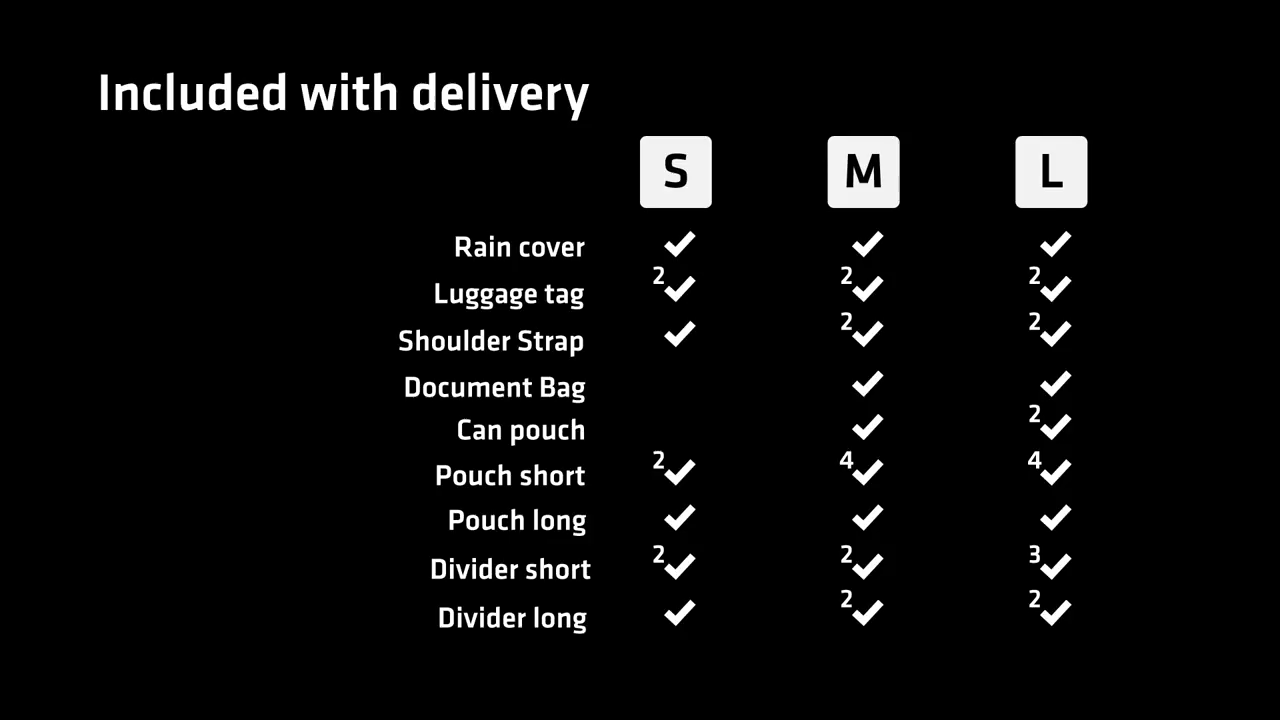 Included with delivery
S M L
Rain cover ✔ ✔ ✔
Luggage tag 2✔ 2✔ 2✔
Shoulder Strap ✔ 2✔ 2✔
Document Bag ✔ ✔
Can pouch ✔ 2✔
Pouch short 2✔ 4✔ 4✔
Pouch long ✔ ✔ ✔
Divider short 2✔ 2✔ 3✔
Divider long ✔ 2✔ 2✔